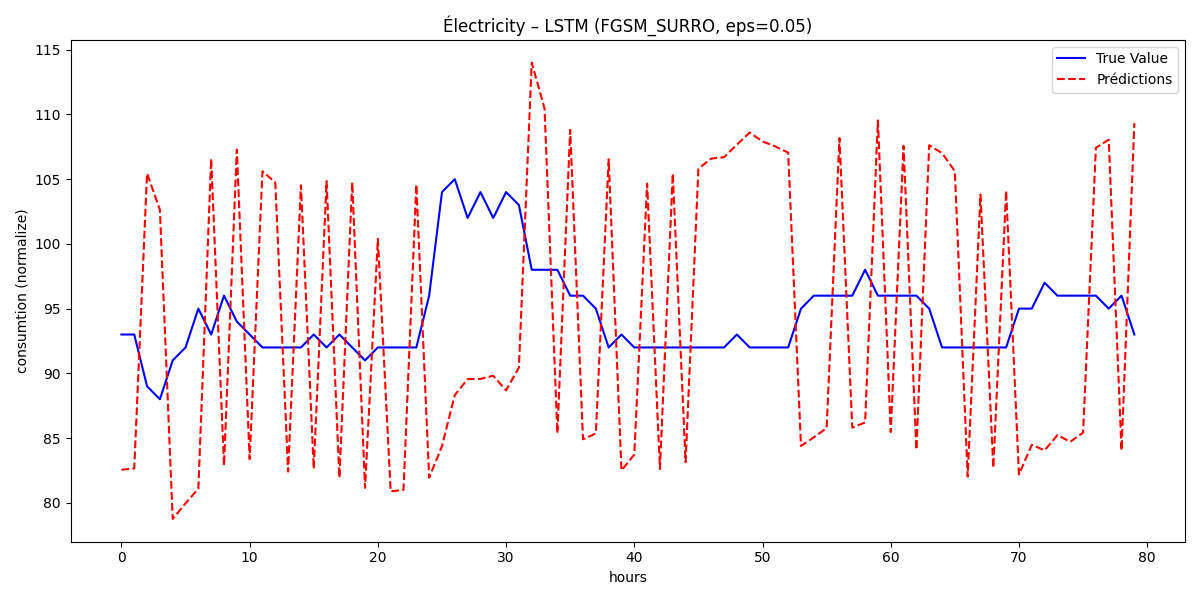 Électricity – LSTM (FGSM_SURRO, eps=0.05)
True Value
Prédictions
consumtion (normalize)
115
110
105
100
95
90
85
80
0 10 20 30 40 50 60 70 80
hours